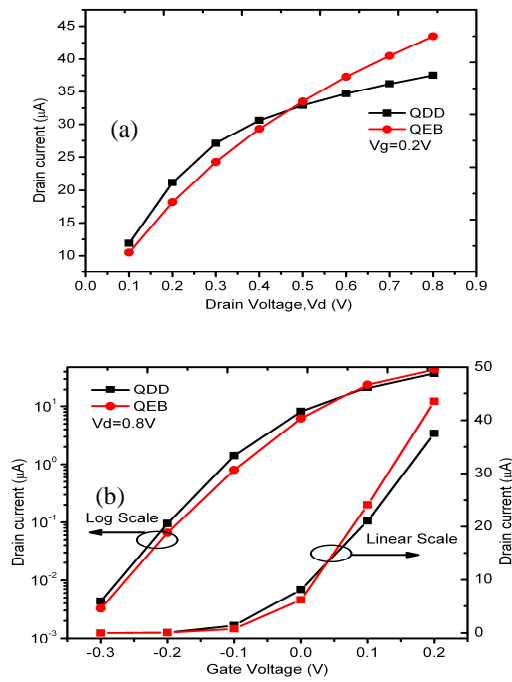 45
40
35
30
25
20
15
10
Drain current (μA)
(a)
QDD
QEB
Vg=0.2V
0.0 0.1 0.2 0.3 0.4 0.5 0.6 0.7 0.8 0.9
Drain Voltage,Vd (V)
QDD
QEB
Vd=0.8V
10¹
10⁰
10⁻¹
10⁻²
10⁻³
Drain current (μA)
(b)
Log Scale
Linear Scale
50
40
30
20
10
0
Drain current (μA)
-0.3 -0.2 -0.1 0.0 0.1 0.2
Gate Voltage (V)